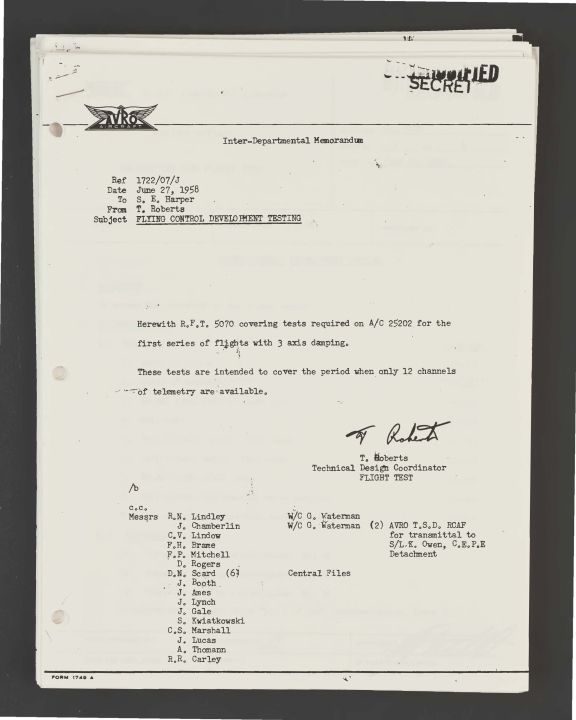 SECRET
AVRO
AIRCRAFT
Inter-Departmental Memorandum
Ref 1722/07/J
Date June 27, 1958
To S. E. Harper
From T. Roberts
Subject FLYING CONTROL DEVELOPMENT TESTING
Herewith R.F.T. 5070 covering tests required on A/C 25202 for the
first series of flights with 3 axis damping.
These tests are intended to cover the period when only 12 channels
of telemetry are available.
T Roberts
T. Roberts
Technical Design Coordinator
FLIGHT TEST
/b
c.c.
Messrs R.N. Lindley W/C G. Waterman
J. Chamberlin W/C G. Waterman (2) AVRO T.S.D. RCAF
C.V. Lindow for transmittal to
F.H. Brame S/L.K. Owen, C.E.P.E
F.P. Mitchell Detachment
D. Rogers
D.N. Scard (6) Central Files
J. Booth
J. Ames
J. Lynch
J. Gale
S. Kwiatkowski
C.S. Marshall
J. Lucas
A. Thomann
R.R. Carley
FORM 1749 A